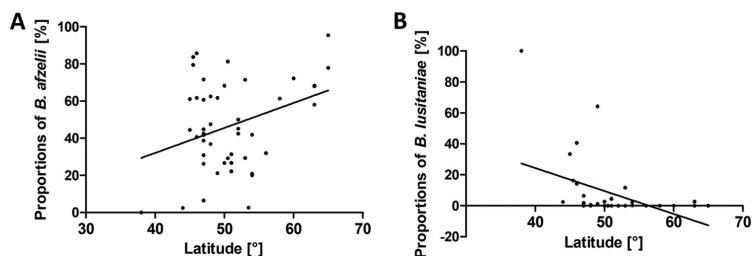 A
Proportions of B. afzelii [%]
100
80
60
40
20
0
30 40 50 60 70
Latitude [°]
B
Proportions of B. lusitaniae [%]
100
80
60
40
20
0
-20
40 50 60 70
Latitude [°]